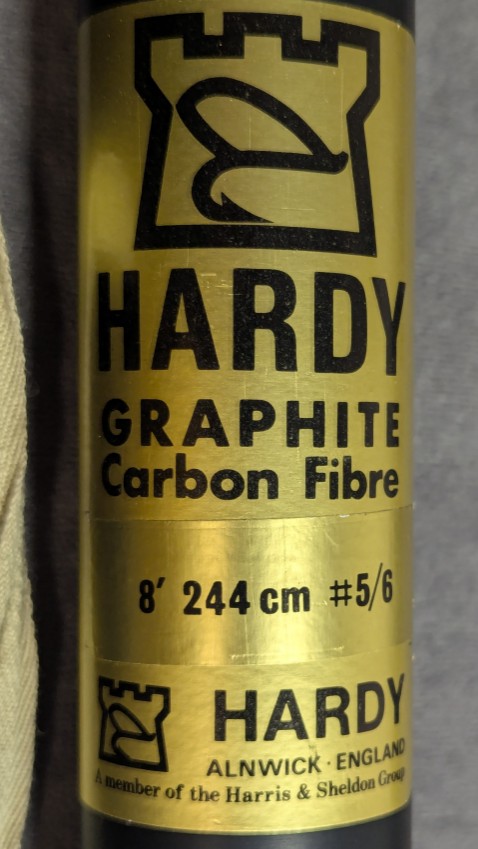 HARDY
GRAPHITE
Carbon Fibre
8' 244 cm #5/6
HARDY
ALNWICK · ENGLAND
A member of the Harris & Sheldon Group